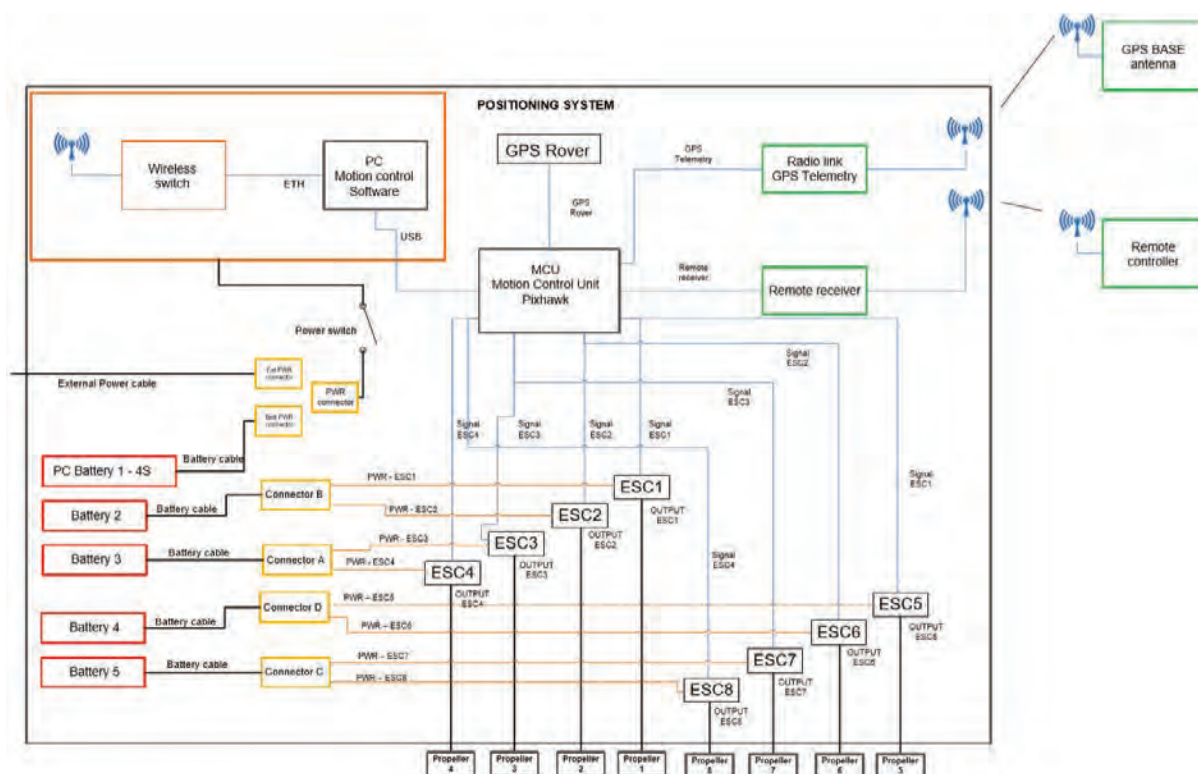 POSITIONING SYSTEM
GPS BASE
antenna
Wireless
switch
ETH
PC
Motion control
Software
USB
GPS Rover
GPS
Rover
GPS
Telemetry
Radio link
GPS Telemetry
Remote
controller
MCU
Motion Control Unit
Pixhawk
Remote
receiver
Remote receiver
Power switch
External Power cable
Ext PWR
connector
PWR
connector
PWR
connector
Battery cable
PC Battery 1 - 4S
Signal
ESC4
Signal
ESC3
Signal
ESC2
Signal
ESC1
Signal
ESC3
Signal
ESC2
Signal
ESC1
Signal
ESC4
Battery 2
Battery cable
Connector B
PWR - ESC1
PWR - ESC2
ESC1
OUTPUT
ESC1
ESC2
OUTPUT
ESC2
Battery 3
Battery cable
Connector A
PWR - ESC3
PWR - ESC4
ESC3
OUTPUT
ESC3
ESC4
OUTPUT
ESC4
Battery 4
Battery cable
Connector D
PWR – ESC5
PWR – ESC6
ESC5
OUTPUT
ESC6
OUTPUT
Battery 5
Battery cable
Connector C
PWR – ESC7
PWR - ESC8
ESC7
OUTPUT
ESC7
ESC8
OUTPUT
Propeller
4
Propeller
3
Propeller
2
Propeller
1
Propeller
Propeller
7
Propeller
6
Propeller
5